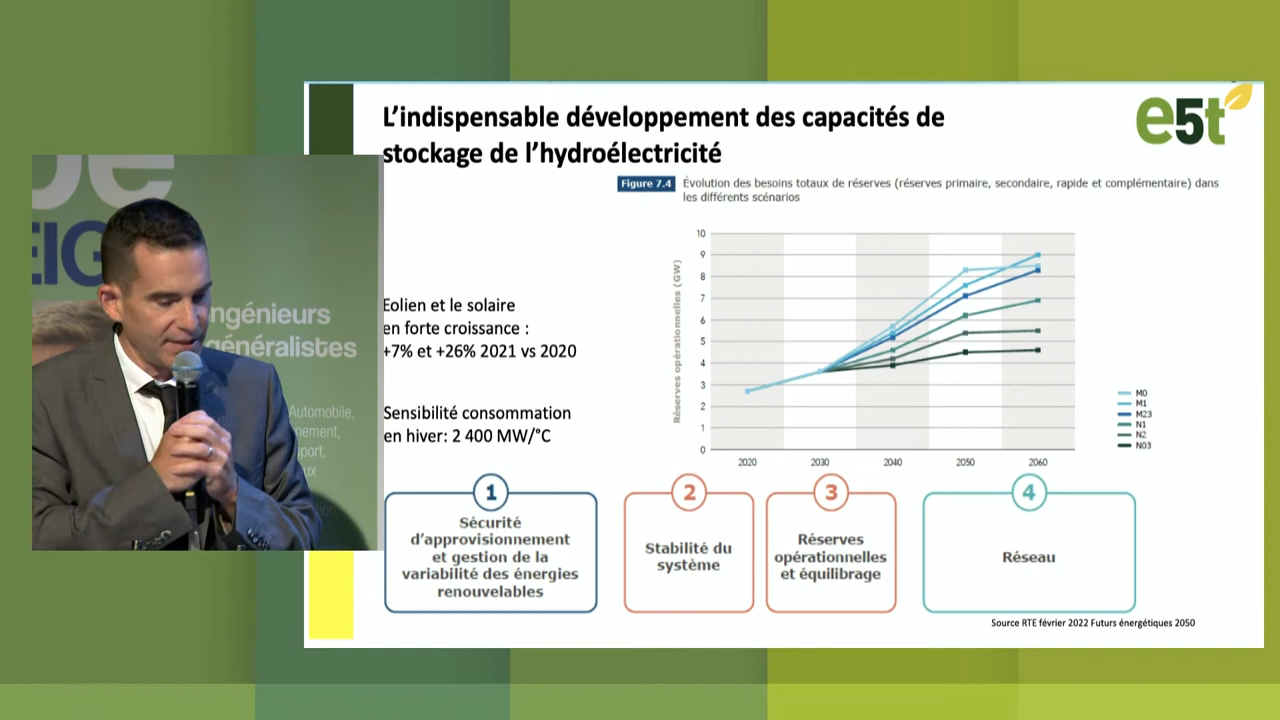 L'indispensable développement des capacités de
stockage de l'hydroélectricité
e5t
Figure 7.4
Évolution des besoins totaux de réserves (réserves primaire, secondaire, rapide et complémentaire) dans
les différents scénarios
Eolien et le solaire
en forte croissance :
+7% et +26% 2021 vs 2020
Sensibilité consommation
en hiver: 2 400 MW/°C
Réserves opérationnelles (GW)
10
9
8
7
6
5
4
3
2
1
0
2020
2030
2040
2050
2060
M0
M1
M23
N1
N2
N03
1
Sécurité
d'approvisionnement
et gestion de la
variabilité des énergies
renouvelables
2
Stabilité du
système
3
Réserves
opérationnelles
et équilibrage
4
Réseau
Source RTE février 2022 Futurs énergétiques 2050
EIG
ngénieurs
généralistes
Automobile,
nement,
port,
ux